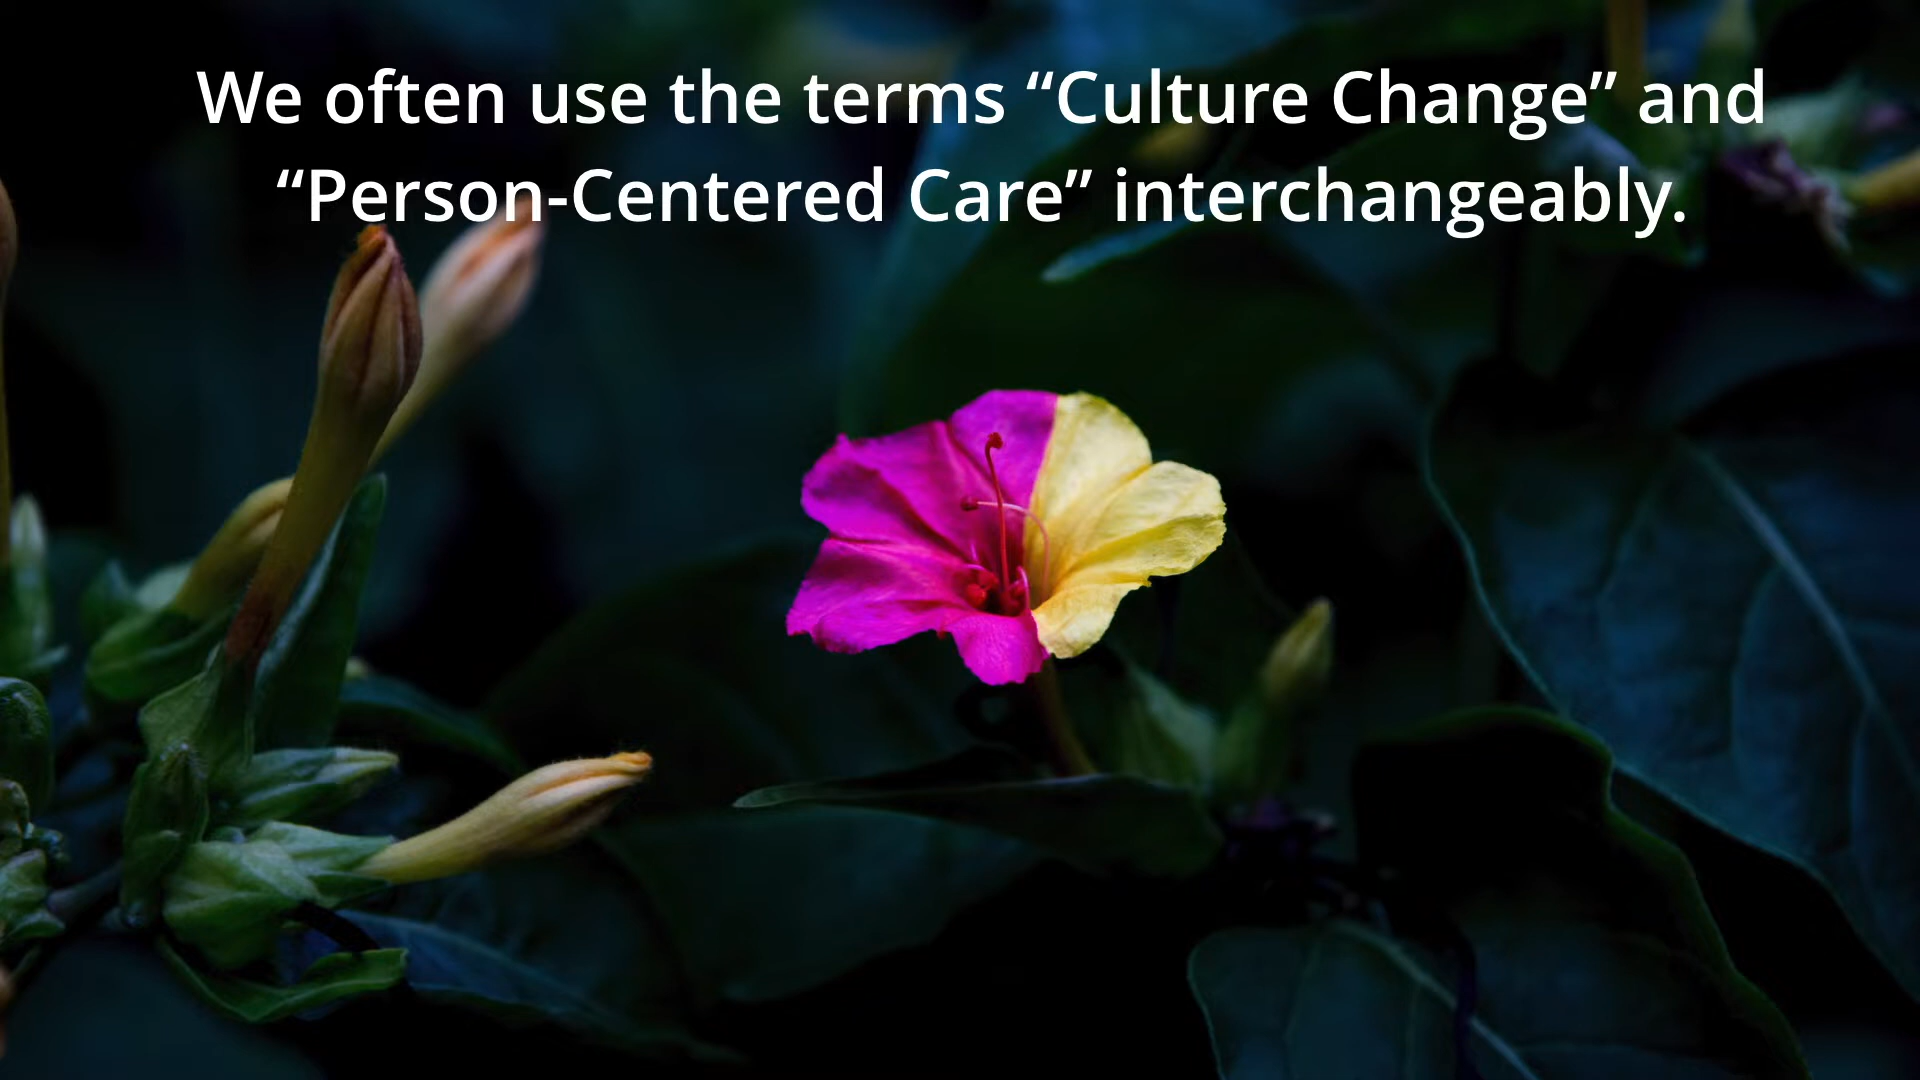 We often use the terms “Culture Change” and
“Person-Centered Care” interchangeably.